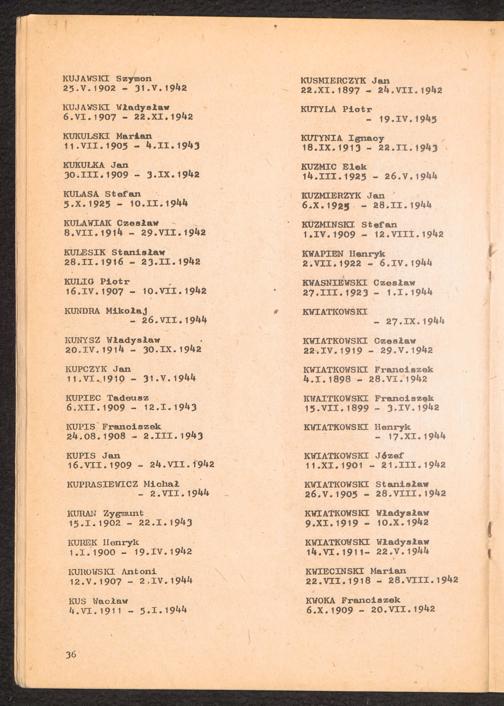 KUJAWSKI Szymon
25.V.1902 - 31.V.1942
KUJAWSKI Władysław
6.VI.1907 - 22.XI.1942
KUKULSKI Marian
11.VII.1905 - 4.II.1943
KUKUŁKA Jan
30.III.1909 - 3.IX.1942
KULASA Stefan
5.X.1925 - 10.II.1944
KULAWIAK Czesław
8.VII.1914 - 29.VII.1942
KULESIK Stanisław
28.II.1916 - 23.II.1942
KULIG Piotr
16.IV.1907 - 10.VII.1942
KUNDRA Mikołaj
- 26.VII.1944
KUNYSZ Władysław
20.IV.1914 - 30.IX.1942
KUPCZYK Jan
11.VI.1910 - 31.V.1944
KUPIEC Tadeusz
6.XII.1909 - 12.I.1943
KUPIS Franciszek
24.08.1908 - 2.III.1943
KUPIS Jan
16.VII.1909 - 24.VII.1942
KUPRASIEWICZ Michał
- 2.VII.1944
KURAN Zygmunt
15.I.1902 - 22.I.1943
KUREK Henryk
1.I.1900 - 19.IV.1942
KUROWSKI Antoni
12.V.1907 - 2.IV.1944
KUS Wacław
4.VI.1911 - 5.I.1944
36
KUSMIERCZYK Jan
22.XI.1897 - 24.VII.1942
KUTYLA Piotr
- 19.IV.1945
KUTYNIA Ignacy
18.IX.1913 - 22.II.1943
KUZMIC Elek
14.III.1925 - 26.V.1944
KUZMIERZYK Jan
6.X.1925 - 28.II.1944
KUZMINSKI Stefan
1.IV.1909 - 12.VIII.1942
KWAPIEN Henryk
2.VII.1922 - 6.IV.1944
KWASNIEWSKI Czesław
27.III.1923 - 1.I.1944
KWIATKOWSKI
- 27.IX.1944
KWIATKOWSKI Czesław
22.IV.1919 - 29.V.1942
KWIATKOWSKI Franciszek
4.I.1898 - 28.VI.1942
KWAITKOWSKI Franciszek
15.VII.1899 - 3.IV.1942
KWIATKOWSKI Henryk
- 17.XI.1944
KWIATKOWSKI Józef
11.XI.1901 - 21.III.1942
KWIATKOWSKI Stanisław
26.V.1905 - 28.VIII.1942
KWIATKOWSKI Władysław
9.XI.1919 - 10.X.1942
KWIATKOWSKI Władysław
14.VI.1911- 22.V.1944
KWIECINSKI Marian
22.VII.1918 - 28.VIII.1942
KWOKA Franciszek
6.X.1909 - 20.VII.1942